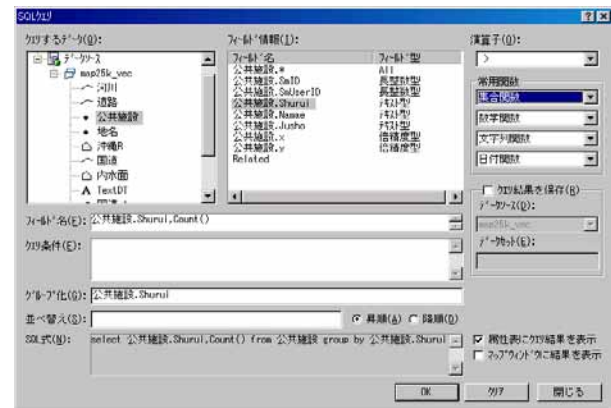 SQLクエリ
クエリするデータ(Q):
データソース
map25k_vec
河川
道路
公共施設
地名
沖縄R
国道
内水面
TextDT
フィールド情報(I):
フィールド名 フィールド型
公共施設.* All
公共施設.SmID 長整数型
公共施設.SmUserID 長整数型
公共施設.Shurui テキスト型
公共施設.Namae テキスト型
公共施設.Jusho テキスト型
公共施設.x 倍精度型
公共施設.y 倍精度型
Related
演算子(O):
>
常用関数
集合関数
数学関数
文字列関数
日付関数
クエリ結果を保存(R)
データソース(D):
map25k_vec
データセット(E):
フィールド名(F): 公共施設.Shurui,Count()
クエリ条件(E):
グループ化(G): 公共施設.Shurui
並べ替え(S):
昇順(A) 降順(D)
SQL式(N): select 公共施設.Shurui,Count() from 公共施設 group by 公共施設.Shurui
属性表にクエリ結果を表示
マップウィンドウに結果を表示
OK クリア 閉じる